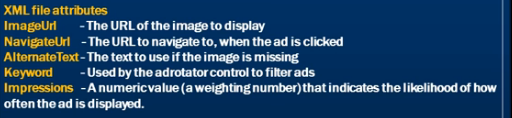 XML file attributes
ImageUrl - The URL of the image to display
NavigateUrl - The URL to navigate to, when the ad is clicked
AlternateText - The text to use if the image is missing
Keyword - Used by the adrotator control to filter ads
Impressions - A numeric value (a weighting number) that indicates the likelihood of how
often the ad is displayed.